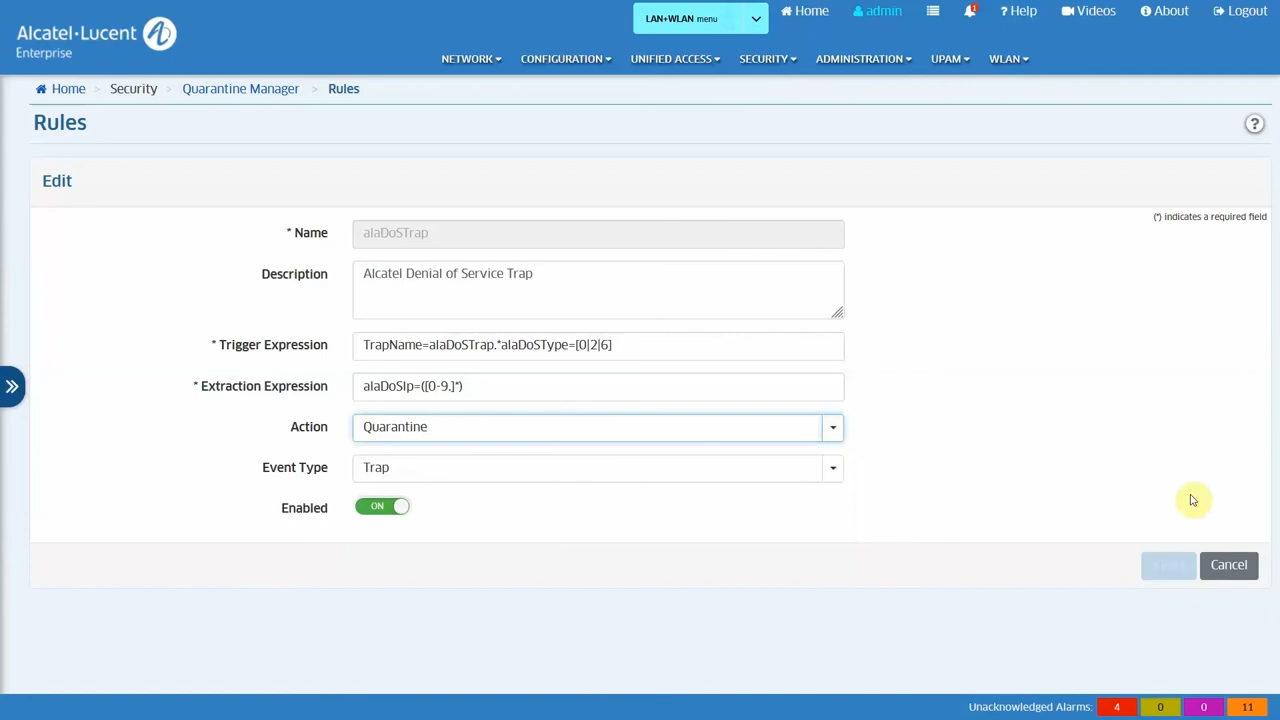 LAN+WLAN menu
Home
admin
1
? Help
Videos
About
Logout
Alcatel·Lucent
Enterprise
NETWORK
CONFIGURATION
UNIFIED ACCESS
SECURITY
ADMINISTRATION
UPAM
WLAN
Home > Security > Quarantine Manager > Rules
Rules
?
Edit
(*) indicates a required field
* Name
alaDoSTrap
Description
Alcatel Denial of Service Trap
* Trigger Expression
TrapName=alaDoSTrap.*alaDoSType=[0|2|6]
* Extraction Expression
alaDoSIp=([0-9.]*)
Action
Quarantine
Event Type
Trap
Enabled
ON
Cancel
Unacknowledged Alarms:
4
0
0
11